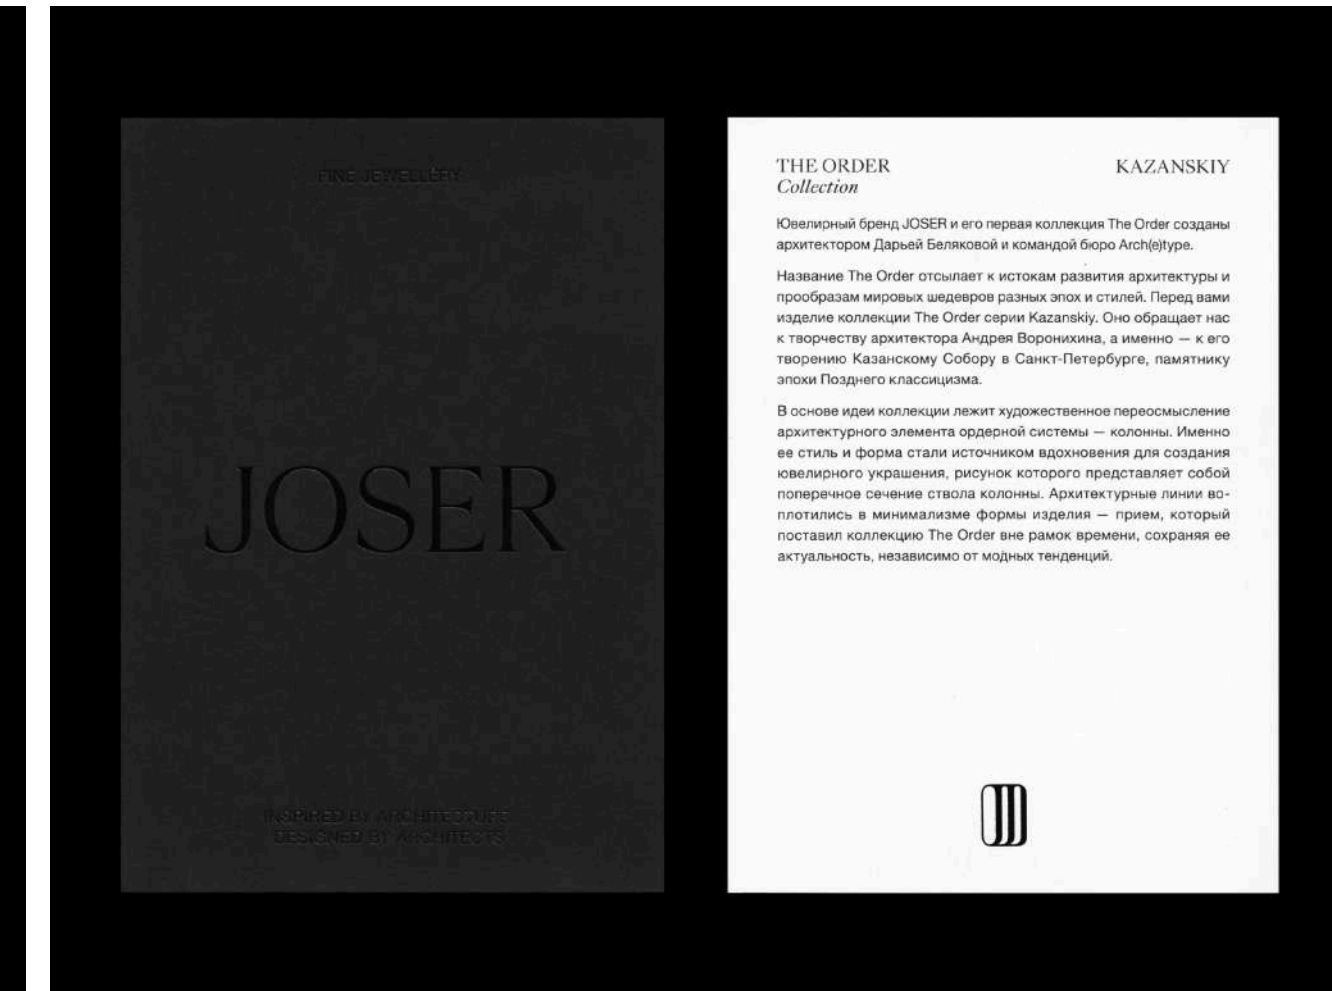 FINE JEWELLERY
JOSER
INSPIRED BY ARCHITECTURE
DESIGNED BY ARCHITECTS
THE ORDER
Collection
KAZANSKIY
Ювелирный бренд JOSER и его первая коллекция The Order созданы
архитектором Дарьей Беляковой и командой бюро Arch(e)type.
Название The Order отсылает к истокам развития архитектуры и
прообразам мировых шедевров разных эпох и стилей. Перед вами
изделие коллекции The Order серии Kazanskiy. Оно обращает нас
к творчеству архитектора Андрея Воронихина, а именно — к его
творению Казанскому Собору в Санкт-Петербурге, памятнику
эпохи Позднего классицизма.
В основе идеи коллекции лежит художественное переосмысление
архитектурного элемента ордерной системы — колонны. Именно
ее стиль и форма стали источником вдохновения для создания
ювелирного украшения, рисунок которого представляет собой
поперечное сечение ствола колонны. Архитектурные линии во-
плотились в минимализме формы изделия — прием, который
поставил коллекцию The Order вне рамок времени, сохраняя ее
актуальность, независимо от модных тенденций.